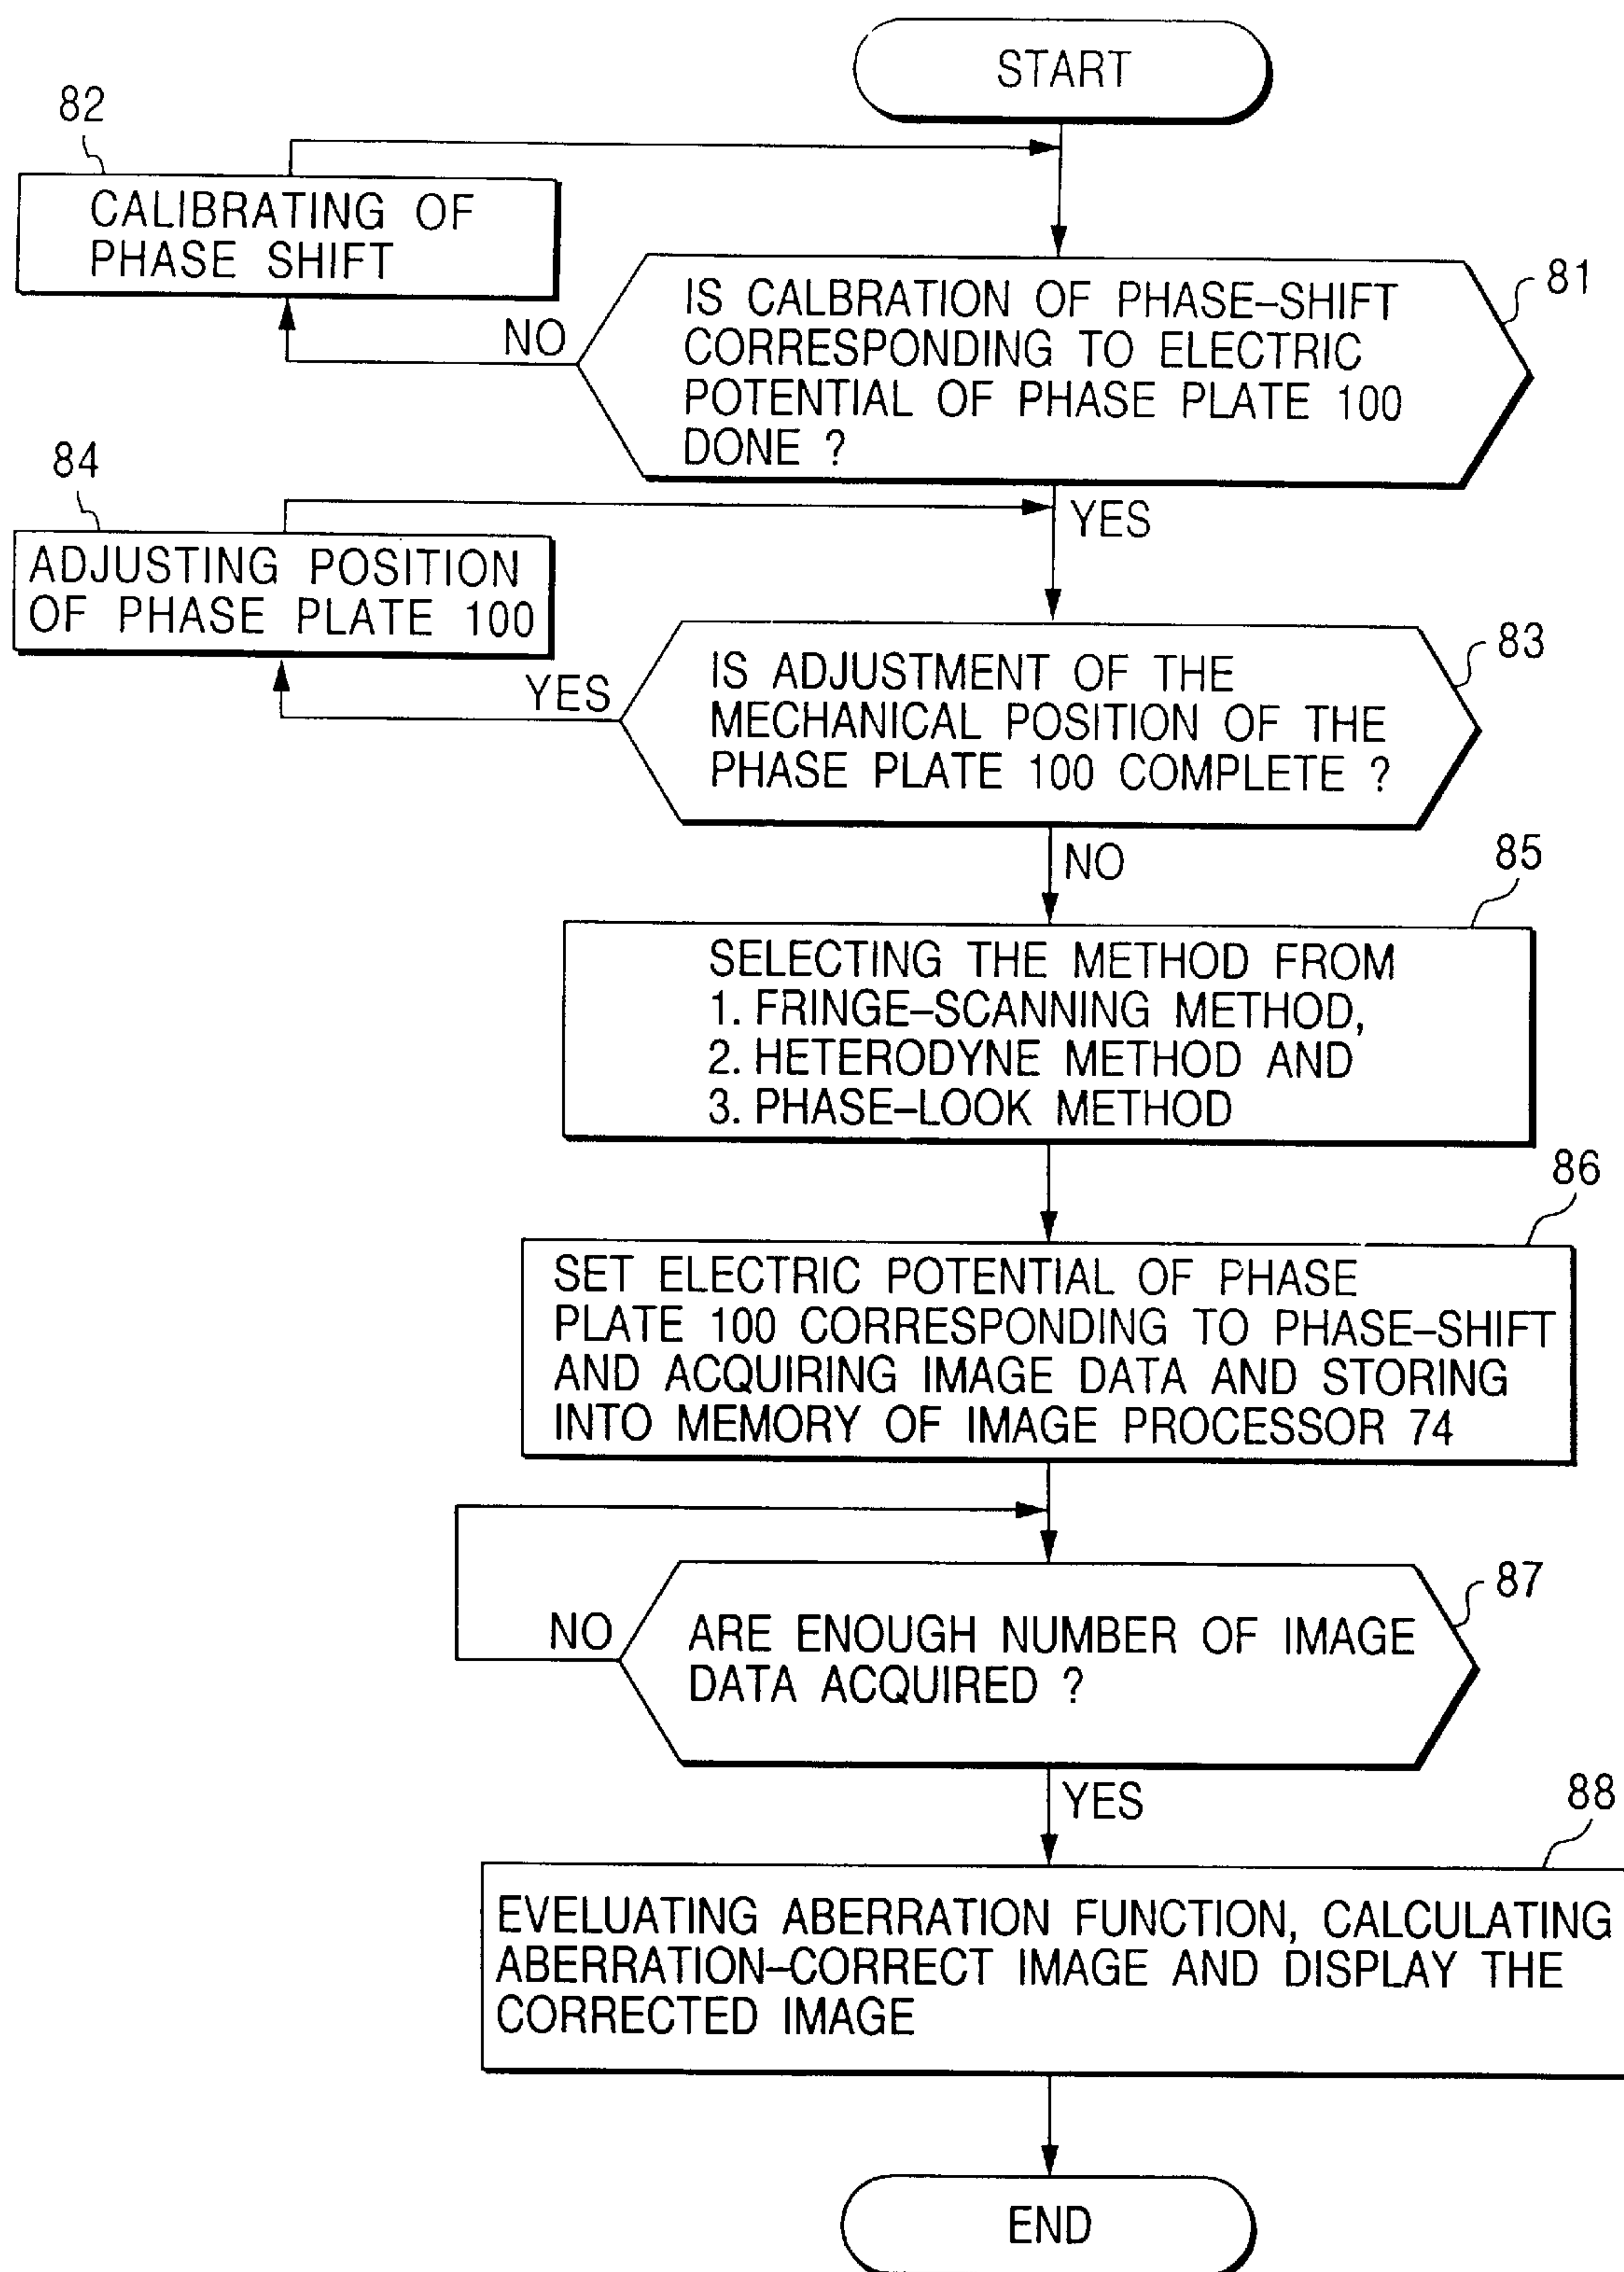 START
82
CALIBRATING OF
PHASE SHIFT
IS CALBRATION OF PHASE–SHIFT
CORRESPONDING TO ELECTRIC
POTENTIAL OF PHASE PLATE 100
DONE ?
81
NO
YES
84
ADJUSTING POSITION
OF PHASE PLATE 100
IS ADJUSTMENT OF THE
MECHANICAL POSITION OF THE
PHASE PLATE 100 COMPLETE ?
83
YES
NO
85
SELECTING THE METHOD FROM
1. FRINGE–SCANNING METHOD,
2. HETERODYNE METHOD AND
3. PHASE–LOOK METHOD
86
SET ELECTRIC POTENTIAL OF PHASE
PLATE 100 CORRESPONDING TO PHASE–SHIFT
AND ACQUIRING IMAGE DATA AND STORING
INTO MEMORY OF IMAGE PROCESSOR 74
87
ARE ENOUGH NUMBER OF IMAGE
DATA ACQUIRED ?
NO
YES
88
EVELUATING ABERRATION FUNCTION, CALCULATING
ABERRATION–CORRECT IMAGE AND DISPLAY THE
CORRECTED IMAGE
END